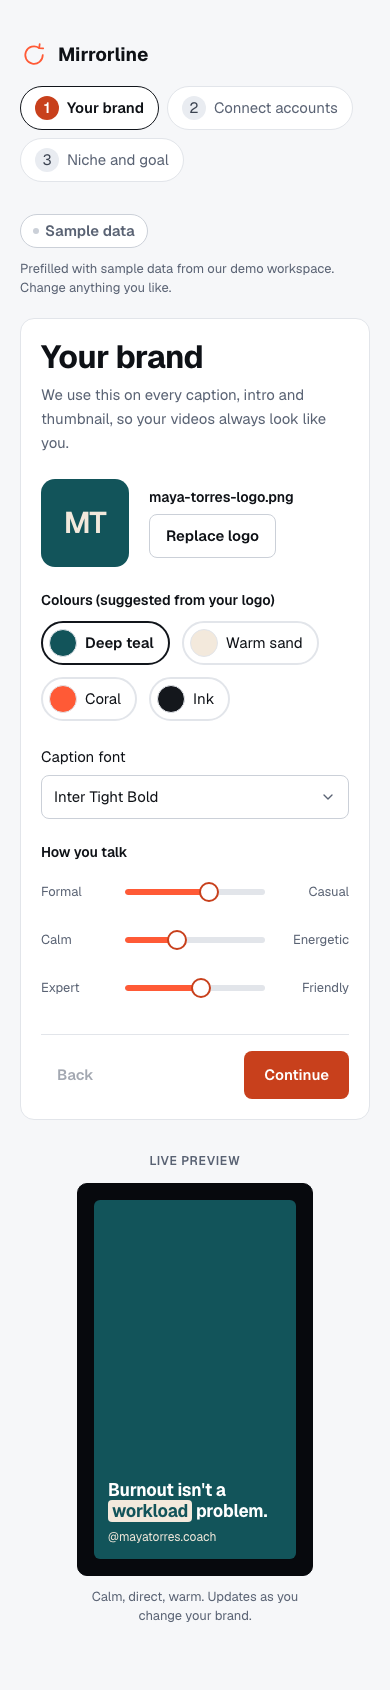 Mirrorline
1 Your brand
2 Connect accounts
3 Niche and goal
Sample data
Prefilled with sample data from our demo workspace.
Change anything you like.
Your brand
We use this on every caption, intro and
thumbnail, so your videos always look like
you.
MT
maya-torres-logo.png
Replace logo
Colours (suggested from your logo)
Deep teal
Warm sand
Coral
Ink
Caption font
Inter Tight Bold
How you talk
Formal Casual
Calm Energetic
Expert Friendly
Back
Continue
LIVE PREVIEW
Burnout isn't a
workload problem.
@mayatorres.coach
Calm, direct, warm. Updates as you
change your brand.